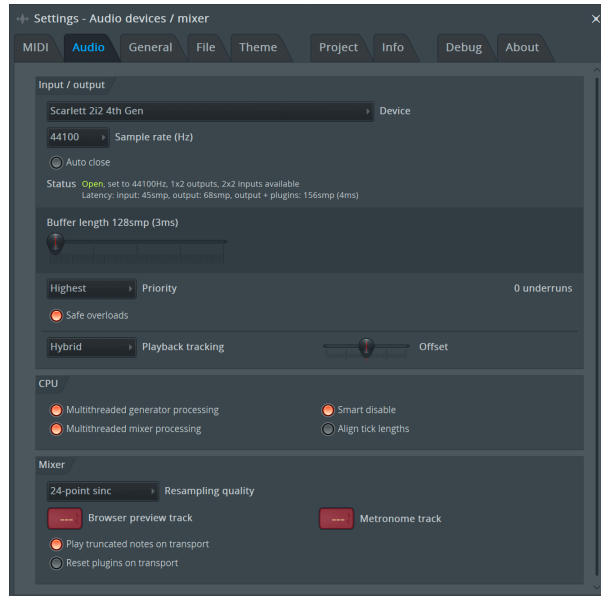 Settings - Audio devices / mixer
MIDI Audio General File Theme Project Info Debug About
Input / output
Scarlett 2i2 4th Gen Device
44100 Sample rate (Hz)
Auto close
Status Open, set to 44100Hz, 1x2 outputs, 2x2 inputs available
Latency: input: 45smp, output: 68smp, output + plugins: 156smp (4ms)
Buffer length 128smp (3ms)
Highest Priority 0 underruns
Safe overloads
Hybrid Playback tracking Offset
CPU
Multithreaded generator processing Smart disable
Multithreaded mixer processing Align tick lengths
Mixer
24-point sinc Resampling quality
--- Browser preview track --- Metronome track
Play truncated notes on transport
Reset plugins on transport